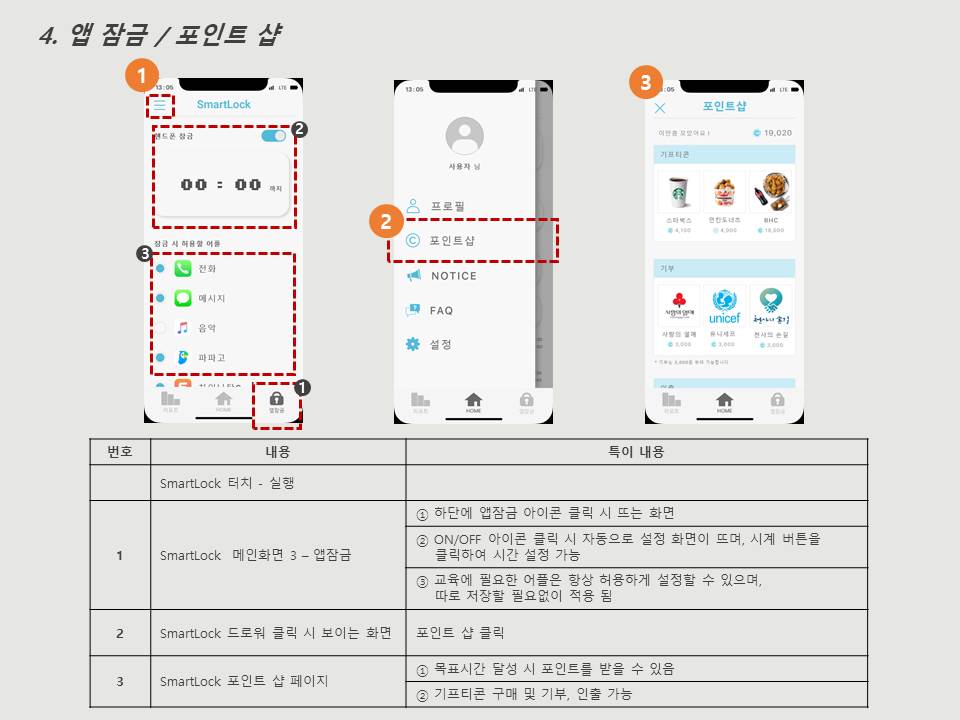 4. 앱 잠금 / 포인트 샵
1
13:05
LTE
SmartLock
핸드폰 잠금
2
00 : 00 까지
잠금 시 허용할 어플
3
전화
메시지
음악
파파고
1
리포트
HOME
앱잠금
13:05
LTE
사용자 님
프로필
2
포인트샵
NOTICE
FAQ
설정
리포트
HOME
앱잠금
3
13:05
LTE
포인트샵
이만큼 모았어요 !
19,020
기프티콘
스타벅스
던킨도너츠
BHC
4,100
4,900
18,000
기부
사랑의열매
unicef
천사의 손길
사랑의 열매
유니세프
천사의 손길
3,000
3,000
3,000
리포트
HOME
앱잠금
번호 내용 특이 내용
SmartLock 터치 - 실행
1
SmartLock 메인화면 3 – 앱잠금
① 하단에 앱잠금 아이콘 클릭 시 뜨는 화면
② ON/OFF 아이콘 클릭 시 자동으로 설정 화면이 뜨며, 시계 버튼을
클릭하여 시간 설정 가능
③ 교육에 필요한 어플은 항상 허용하게 설정할 수 있으며,
따로 저장할 필요없이 적용 됨
2 SmartLock 드로워 클릭 시 보이는 화면 포인트 샵 클릭
3 SmartLock 포인트 샵 페이지
① 목표시간 달성 시 포인트를 받을 수 있음
② 기프티콘 구매 및 기부, 인출 가능